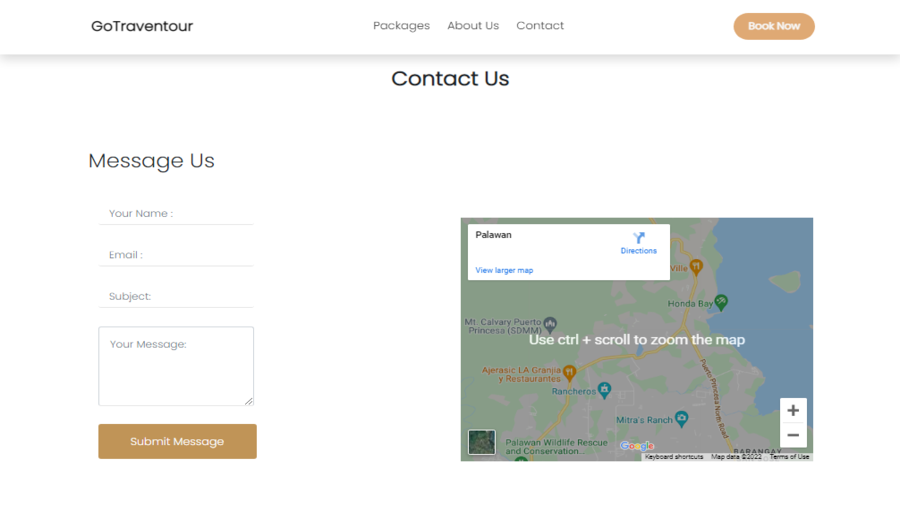 GoTraventour
Packages
About Us
Contact
Book Now
Contact Us
Message Us
Your Name :
Email :
Subject:
Your Message:
Submit Message
Palawan
Directions
View larger map
Ville
Honda Bay
Mt. Calvary Puerto
Princesa (SDMM)
Use ctrl + scroll to zoom the map
Ajerasic LA Granjia
y Restaurantes
Rancheros
Puerto Princesa North Road
Mitra's Ranch
Palawan Wildlife Rescue
and Conservation...
Google
BARANGAY
Keyboard shortcuts
Map data ©2022
Terms of Use